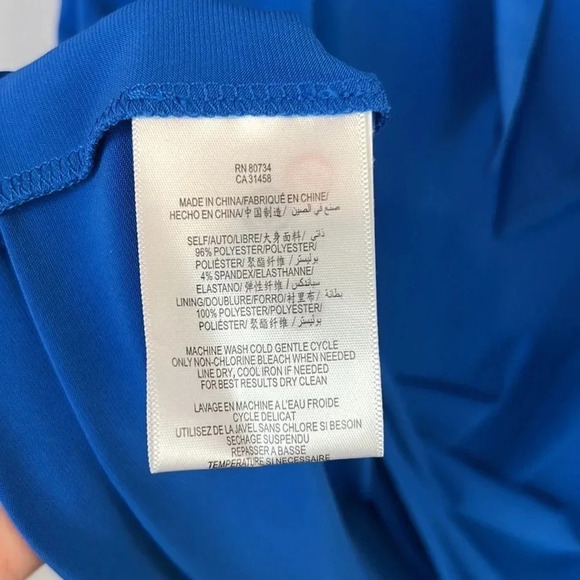 RN 80734
CA 31458
MADE IN CHINA/FABRIQUÉ EN CHINE/
HECHO EN CHINA/中国制造/ صنع في الصين
SELF/AUTO/LIBRE/大身面料/ ذاتي
96% POLYESTER/POLYESTER/
POLIÉSTER/ 聚酯纤维 / بوليستر
4% SPANDEX/ELASTHANNE/
ELASTANO/ 弹性纤维 / سباندكس
LINING/DOUBLURE/FORRO/衬里布/ بطانة
100% POLYESTER/POLYESTER/
POLIÉSTER/ 聚酯纤维 / بوليستر
MACHINE WASH COLD GENTLE CYCLE
ONLY NON-CHLORINE BLEACH WHEN NEEDED
LINE DRY, COOL IRON IF NEEDED
FOR BEST RESULTS DRY CLEAN
LAVAGE EN MACHINE A L'EAU FROIDE
CYCLE DELICAT
UTILISEZ DE LA JAVEL SANS CHLORE SI BESOIN
SECHAGE SUSPENDU
REPASSER A BASSE
TEMPERATURE SI NECESSAIRE